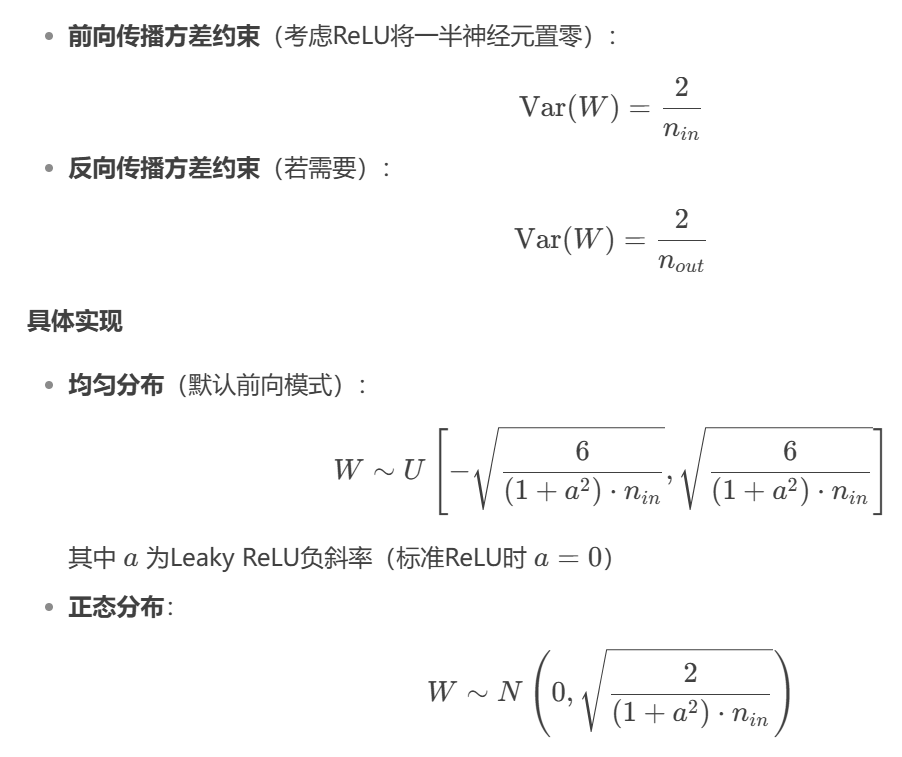 前向传播方差约束（考虑ReLU将一半神经元置零）:
Var(W) = \frac{2}{n_{in}}
反向传播方差约束（若需要）:
Var(W) = \frac{2}{n_{out}}
具体实现
均匀分布（默认前向模式）:
W \sim U \left[ -\sqrt{\frac{6}{(1+a^2) \cdot n_{in}}}, \sqrt{\frac{6}{(1+a^2) \cdot n_{in}}} \right]
其中 a 为Leaky ReLU负斜率（标准ReLU时 a = 0）
正态分布:
W \sim N \left( 0, \sqrt{\frac{2}{(1+a^2) \cdot n_{in}}} \right)